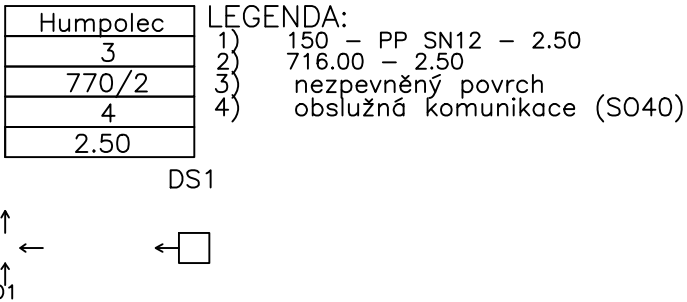 Humpolec
3
770/2
4
2.50
LEGENDA:
1) 150 – PP SN12 – 2.50
2) 716.00 – 2.50
3) nezpevněný povrch
4) obslužná komunikace (SO40)
DS1